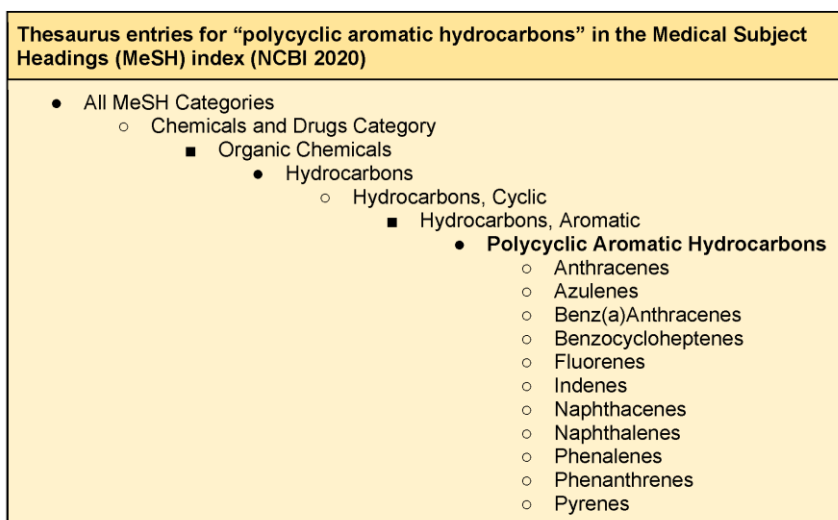 Thesaurus entries for “polycyclic aromatic hydrocarbons” in the Medical Subject
Headings (MeSH) index (NCBI 2020)
● All MeSH Categories
○ Chemicals and Drugs Category
■ Organic Chemicals
● Hydrocarbons
○ Hydrocarbons, Cyclic
■ Hydrocarbons, Aromatic
● Polycyclic Aromatic Hydrocarbons
○ Anthracenes
○ Azulenes
○ Benz(a)Anthracenes
○ Benzocycloheptenes
○ Fluorenes
○ Indenes
○ Naphthacenes
○ Naphthalenes
○ Phenalenes
○ Phenanthrenes
○ Pyrenes